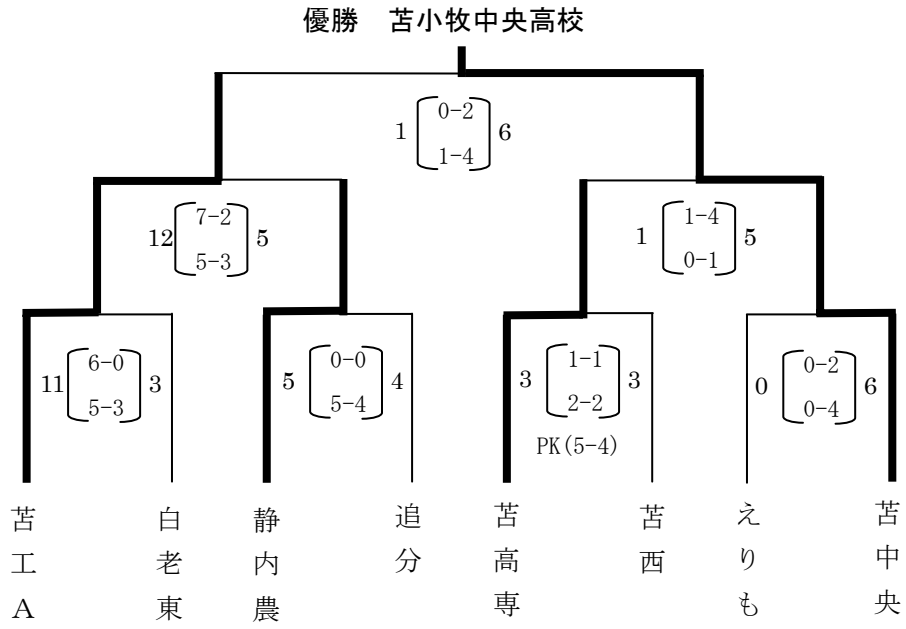 優勝　苫小牧中央高校
1 0-2 6
1-4
12 7-2 5
5-3
1 1-4 5
0-1
11 6-0 3
5-3
5 0-0 4
5-4
3 1-1 3
2-2
PK(5-4)
0 0-2 6
0-4
苫工A
白老東
静内農
追分
苫高専
苫西
えりも
苫中央